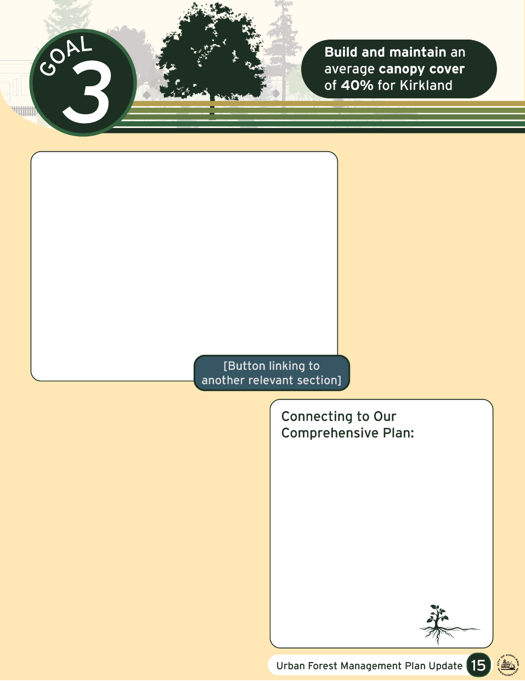 GOAL
3
Build and maintain an
average canopy cover
of 40% for Kirkland
[Button linking to
another relevant section]
Connecting to Our
Comprehensive Plan:
Urban Forest Management Plan Update 15